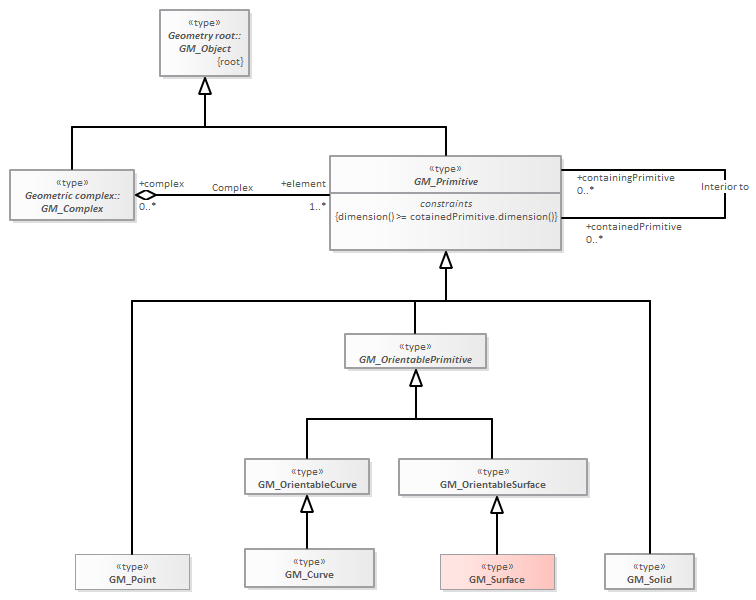 «type»
Geometry root::
GM_Object
{root}
«type»
Geometric complex::
GM_Complex
+complex
0..*
Complex
+element
1..*
«type»
GM_Primitive
constraints
{dimension() >= cotainedPrimitive.dimension()}
+containingPrimitive
0..*
Interior to
+containedPrimitive
0..*
«type»
GM_OrientablePrimitive
«type»
GM_OrientableCurve
«type»
GM_OrientableSurface
«type»
GM_Point
«type»
GM_Curve
«type»
GM_Surface
«type»
GM_Solid